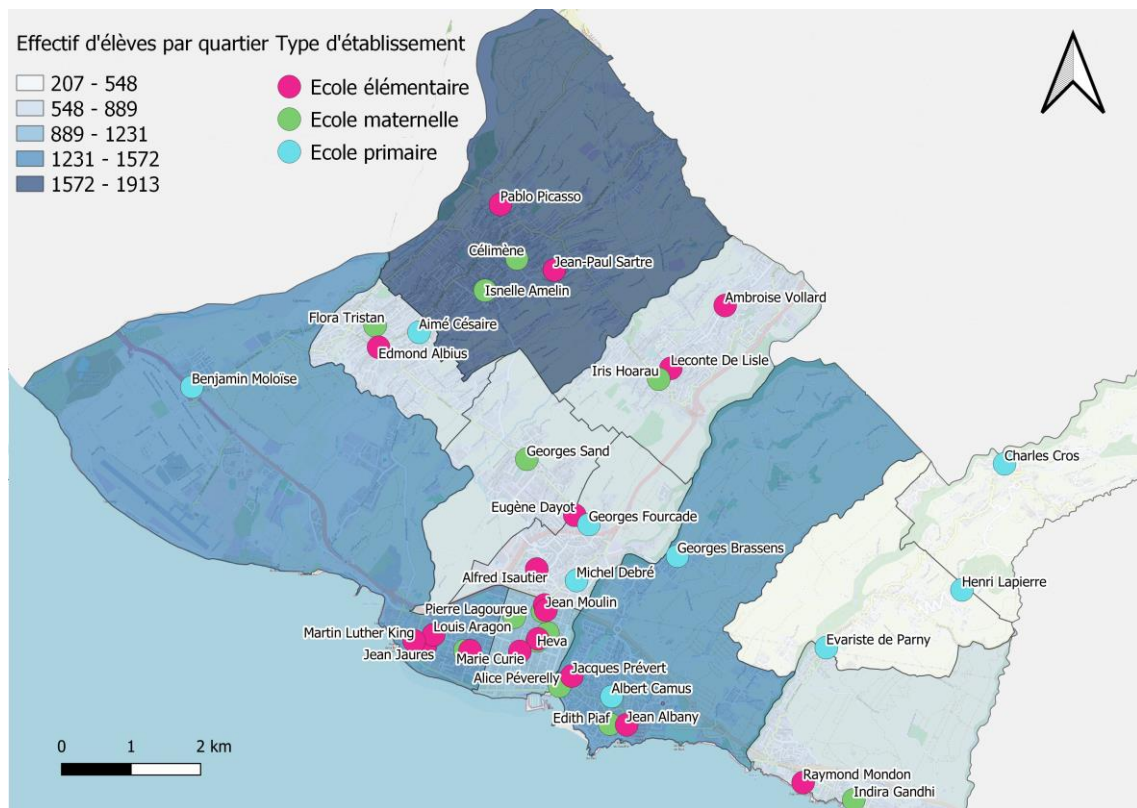 Effectif d'élèves par quartier
207 - 548
548 - 889
889 - 1231
1231 - 1572
1572 - 1913
Type d'établissement
Ecole élémentaire
Ecole maternelle
Ecole primaire
Pablo Picasso
Célimène
Jean-Paul Sartre
Isnelle Amelin
Ambroise Vollard
Flora Tristan
Aimé Césaire
Edmond Albius
Leconte De Lisle
Iris Hoarau
Benjamin Moloïse
Georges Sand
Charles Cros
Eugène Dayot
Georges Fourcade
Georges Brassens
Alfred Isautier
Michel Debré
Henri Lapierre
Pierre Lagourgue
Jean Moulin
Louis Aragon
Martin Luther King
Heva
Evariste de Parny
Jean Jaures
Marie Curie
Jacques Prévert
Alice Péverelly
Albert Camus
Edith Piaf
Jean Albany
Raymond Mondon
Indira Gandhi
0 1 2 km